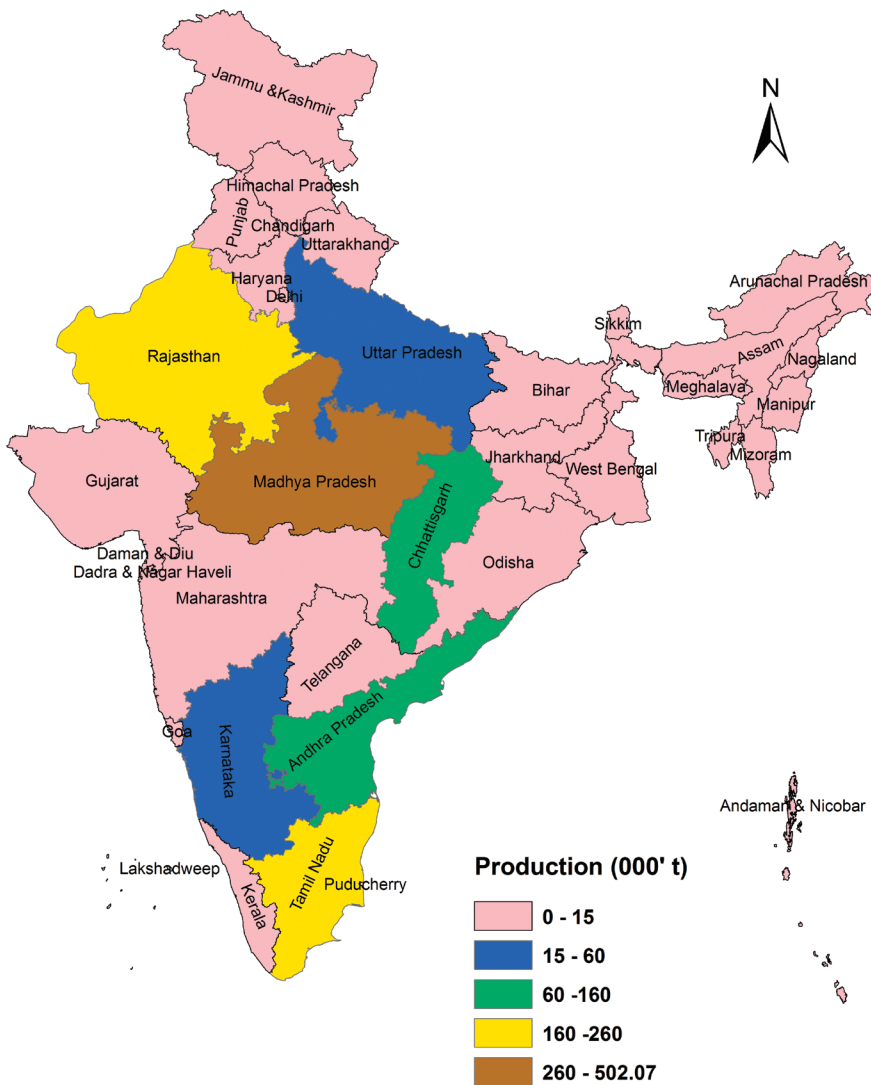 N
Jammu &Kashmir
Himachal Pradesh
Punjab
Chandigarh
Uttarakhand
Haryana
Delhi
Arunachal Pradesh
Sikkim
Rajasthan
Uttar Pradesh
Assam
Nagaland
Bihar
Meghalaya
Manipur
Tripura
Mizoram
Jharkhand
West Bengal
Gujarat
Madhya Pradesh
Chhattisgarh
Daman & Diu
Dadra & Nagar Haveli
Odisha
Maharashtra
Telangana
Goa
Karnataka
Andhra Pradesh
Andaman & Nicobar
Lakshadweep
Kerala
Tamil Nadu
Puducherry
Production (000' t)
0 - 15
15 - 60
60 -160
160 -260
260 - 502.07